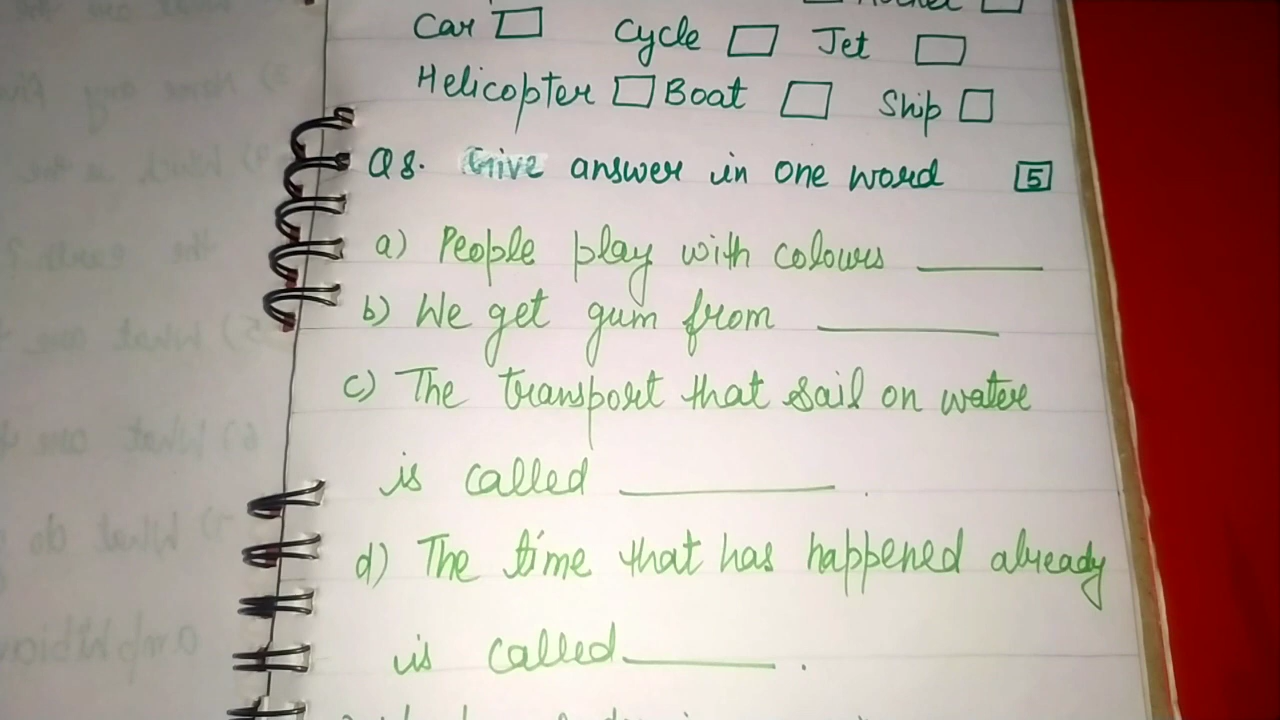 Car Cycle Jet
Helicopter Boat Ship
Q8. Give answer in one word 5
a) People play with colours ______
b) We get gum from ______
c) The transport that sail on water
is called ______ .
d) The time that has happened already
is called ______ .